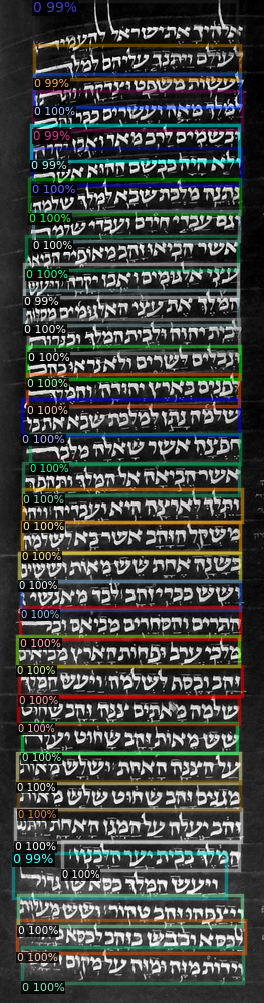 אלהיך את ישראל להעמידו
לעולם ויתנך עליהם למלך
לעשות משפט וצדקה
למלך מאה ועשרים ככר זהב
ובשמים לרב מאד ואבן יקרה
ולא היה כבשם ההוא אשר
נתנה מלכת שבא למלך שלמה
וגם עבדי חירם ועבדי שלמה
אשר הביאו זהב מאופיר הביאו
עצי אלגומים ואבן יקרה ויעש
המלך את עצי האלגומים מסלות
לבית יהוה ולבית המלך וכנרות
ונבלים לשרים ולא נראו כהם
לפנים בארץ יהודה והמלך
שלמה נתן למלכת שבא את כל
חפצה אשר שאלה מלבד
אשר הביאה אל המלך ותהפך
ותלך לארצה היא ועבדיה ויהי
משקל הזהב אשר בא לשלמה
בשנה אחת שש מאות וששים
ושש ככרי זהב לבד מאנשי
התרים והסחרים מביאים וכל
מלכי ערב ופחות הארץ מביאים
זהב וכסף לשלמה ויעש המלך
שלמה מאתים צנה זהב שחוט
שש מאות זהב שחוט יעלה
על הצנה האחת ושלש מאות
מגנים זהב שחוט שלש מאות
זהב יעלה על המגן האחת ויתנם
המלך בבית יער הלבנון
ויעש המלך כסא שן גדול
ויצפהו זהב טהור ושש מעלות
לכסא וכבש בזהב לכסא
וידות מזה ומזה על מקום